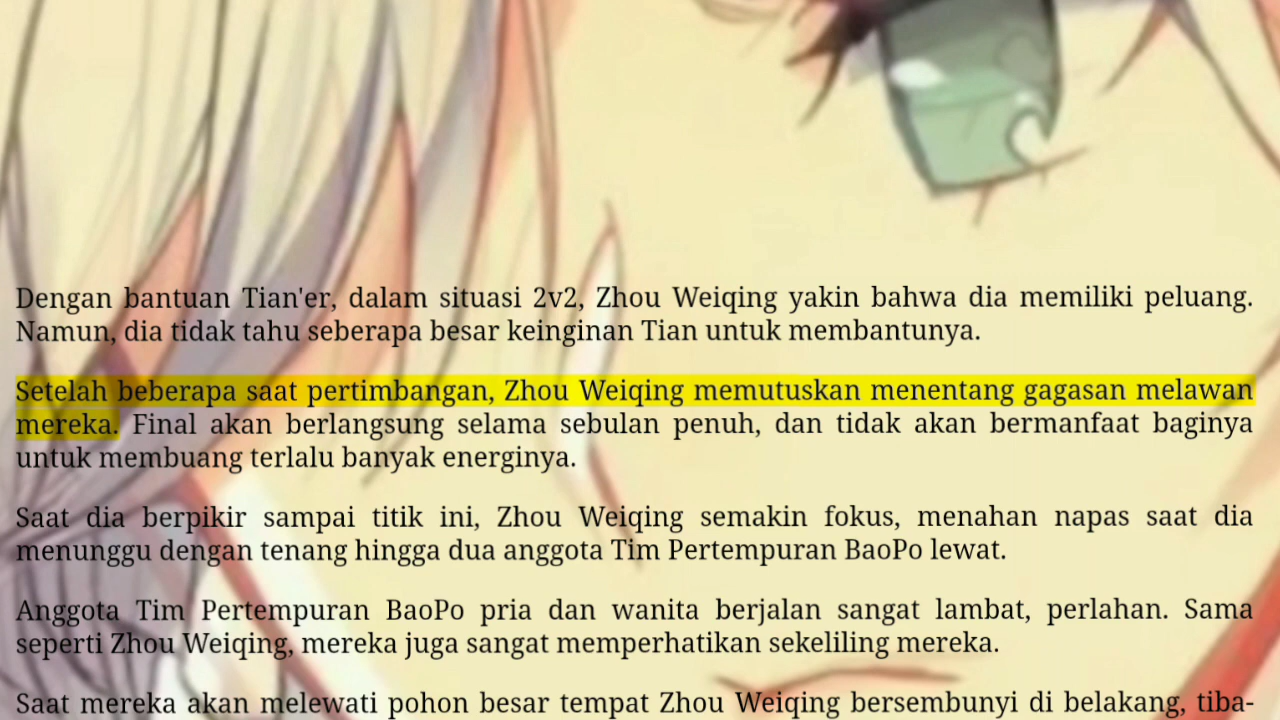 Dengan bantuan Tian'er, dalam situasi 2v2, Zhou Weiqing yakin bahwa dia memiliki peluang.
Namun, dia tidak tahu seberapa besar keinginan Tian untuk membantunya.
Setelah beberapa saat pertimbangan, Zhou Weiqing memutuskan menentang gagasan melawan
mereka. Final akan berlangsung selama sebulan penuh, dan tidak akan bermanfaat baginya
untuk membuang terlalu banyak energinya.
Saat dia berpikir sampai titik ini, Zhou Weiqing semakin fokus, menahan napas saat dia
menunggu dengan tenang hingga dua anggota Tim Pertempuran BaoPo lewat.
Anggota Tim Pertempuran BaoPo pria dan wanita berjalan sangat lambat, perlahan. Sama
seperti Zhou Weiqing, mereka juga sangat memperhatikan sekeliling mereka.
Saat mereka akan melewati pohon besar tempat Zhou Weiqing bersembunyi di belakang, tiba-